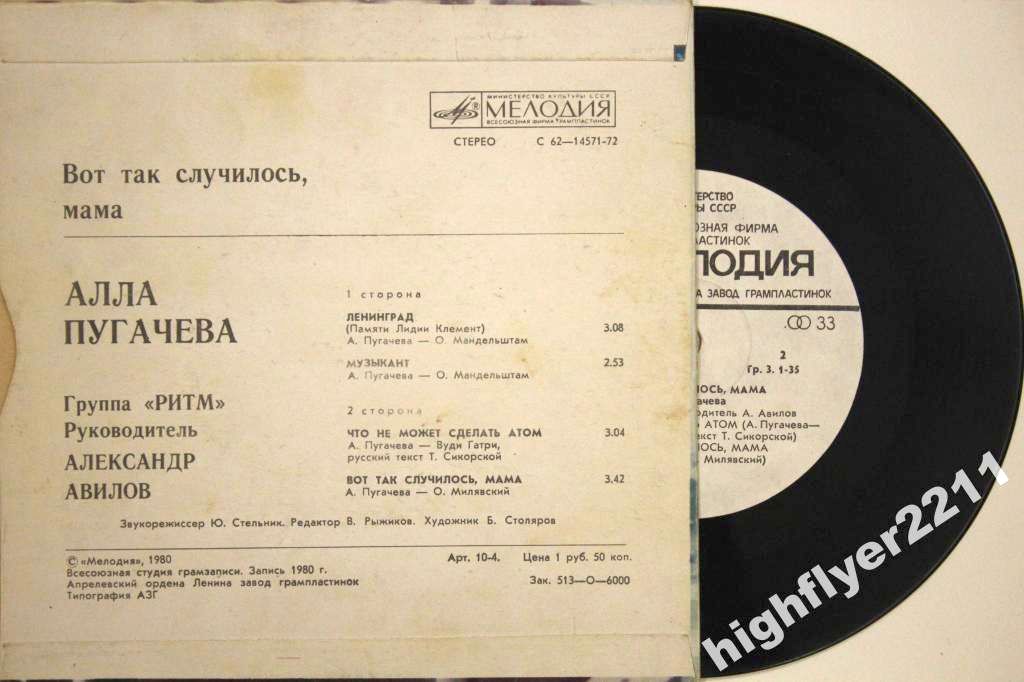 МИНИСТЕРСТВО КУЛЬТУРЫ СССР
МЕЛОДИЯ
ВСЕСОЮЗНАЯ ФИРМА ГРАМПЛАСТИНОК
СТЕРЕО С 62—14571-72
Вот так случилось,
мама
АЛЛА
ПУГАЧЕВА
Группа «РИТМ»
Руководитель
АЛЕКСАНДР
АВИЛОВ
1 сторона
ЛЕНИНГРАД 3.08
(Памяти Лидии Клемент)
А. Пугачева — О. Мандельштам
МУЗЫКАНТ 2.53
А. Пугачева — О. Мандельштам
2 сторона
ЧТО НЕ МОЖЕТ СДЕЛАТЬ АТОМ 3.04
А. Пугачева — Вуди Гатри,
русский текст Т. Сикорской
ВОТ ТАК СЛУЧИЛОСЬ, МАМА 3.42
А. Пугачева — О. Милявский
Звукорежиссер Ю. Стельник. Редактор В. Рыжиков. Художник Б. Столяров
© «Мелодия», 1980 Арт. 10-4. Цена 1 руб. 50 коп.
Всесоюзная студия грамзаписи. Запись 1980 г.
Апрелевский ордена Ленина завод грампластинок Зак. 513—О—6000
Типография АЗГ
ТЕРСТВО
Ы СССР
ОЗНАЯ ФИРМА
ЛАСТИНОК
ЛОДИЯ
А ЗАВОД ГРАМПЛАСТИНОК
33
2
Гр. 3. 1-35
ЛОСЬ, МАМА
ачева
водитель А. Авилов
Ь АТОМ (А. Пугачева—
екст Т. Сикорской)
ЛОСЬ, МАМА
Милявский)
highflyer2211